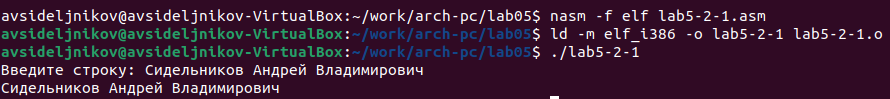 avsideljnikov@avsideljnikov-VirtualBox:~/work/arch-pc/lab05$ nasm -f elf lab5-2-1.asm
avsideljnikov@avsideljnikov-VirtualBox:~/work/arch-pc/lab05$ ld -m elf_i386 -o lab5-2-1 lab5-2-1.o
avsideljnikov@avsideljnikov-VirtualBox:~/work/arch-pc/lab05$ ./lab5-2-1
Введите строку: Сидельников Андрей Владимирович
Сидельников Андрей Владимирович